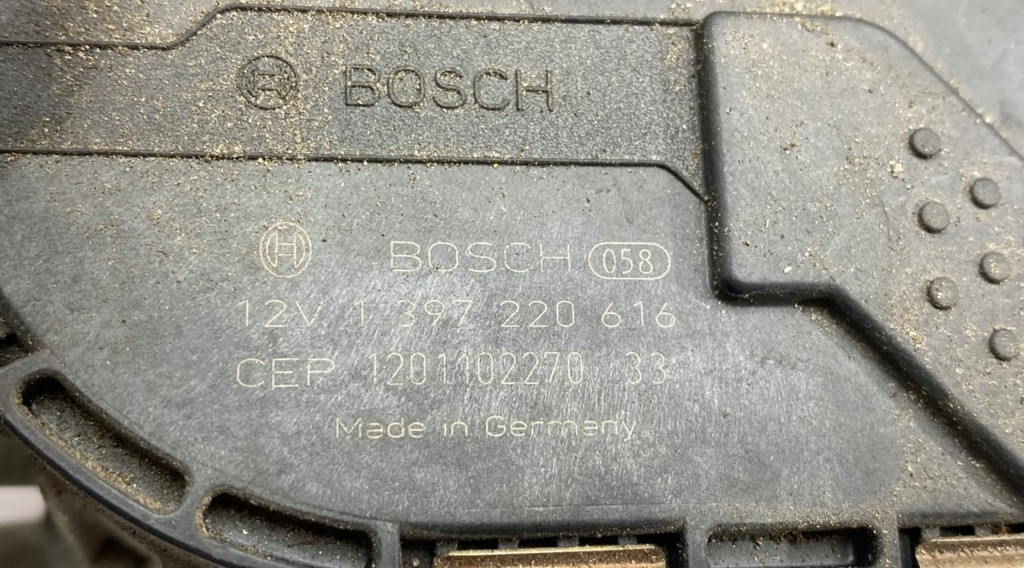 BOSCH
BOSCH 058
12V 1 397 220 616
CEP 1201102270 33
Made in Germany